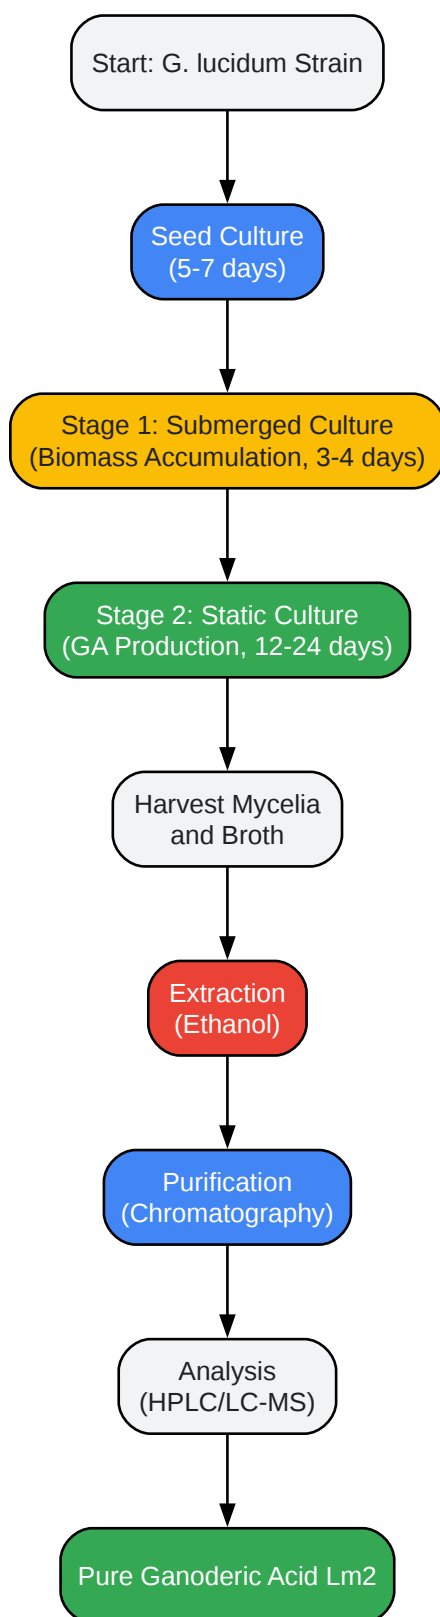 Start: G. lucidum Strain
Seed Culture
(5-7 days)
Stage 1: Submerged Culture
(Biomass Accumulation, 3-4 days)
Stage 2: Static Culture
(GA Production, 12-24 days)
Harvest Mycelia
and Broth
Extraction
(Ethanol)
Purification
(Chromatography)
Analysis
(HPLC/LC-MS)
Pure Ganoderic Acid Lm2